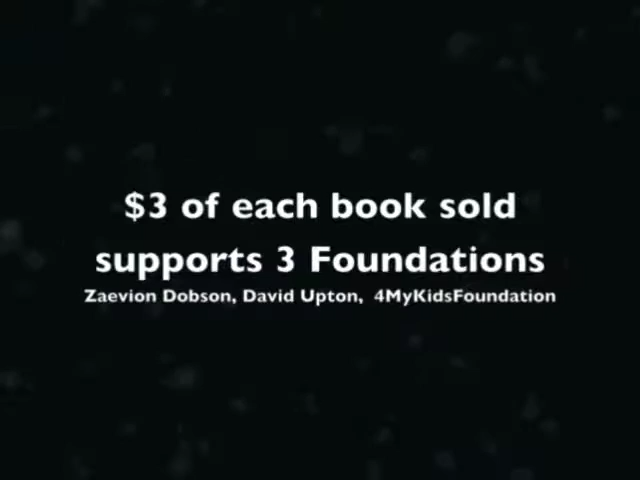 $3 of each book sold
supports 3 Foundations
Zaevion Dobson, David Upton, 4MyKidsFoundation